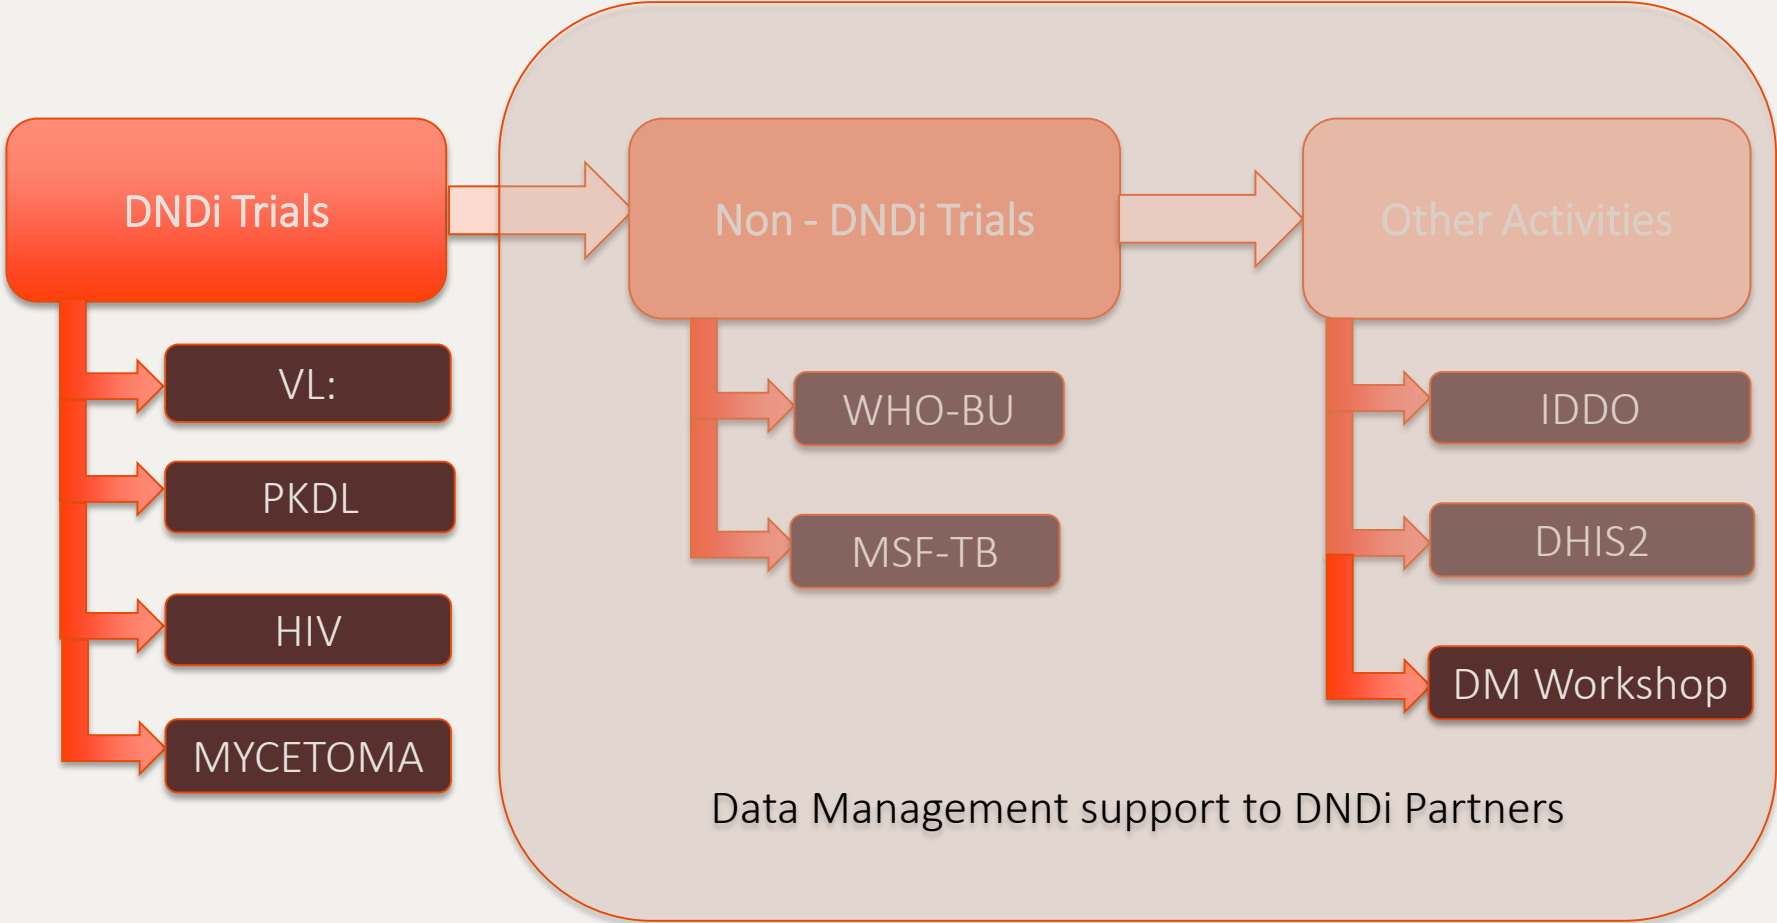 DNDi Trials
VL:
PKDL
HIV
MYCETOMA
Non - DNDi Trials
WHO-BU
MSF-TB
Other Activities
IDDO
DHIS2
DM Workshop
Data Management support to DNDi Partners